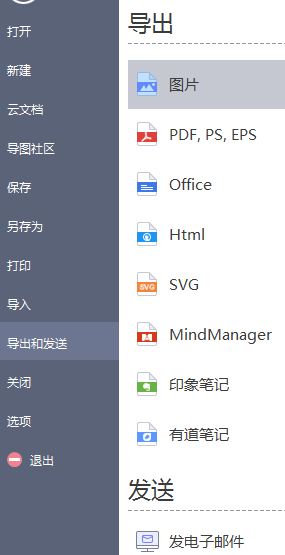 打开
新建
云文档
导图社区
保存
另存为
打印
导入
导出和发送
关闭
选项
退出
导出
图片
PDF, PS, EPS
Office
Html
SVG
SVG
MindManager
印象笔记
有道笔记
发送
发电子邮件